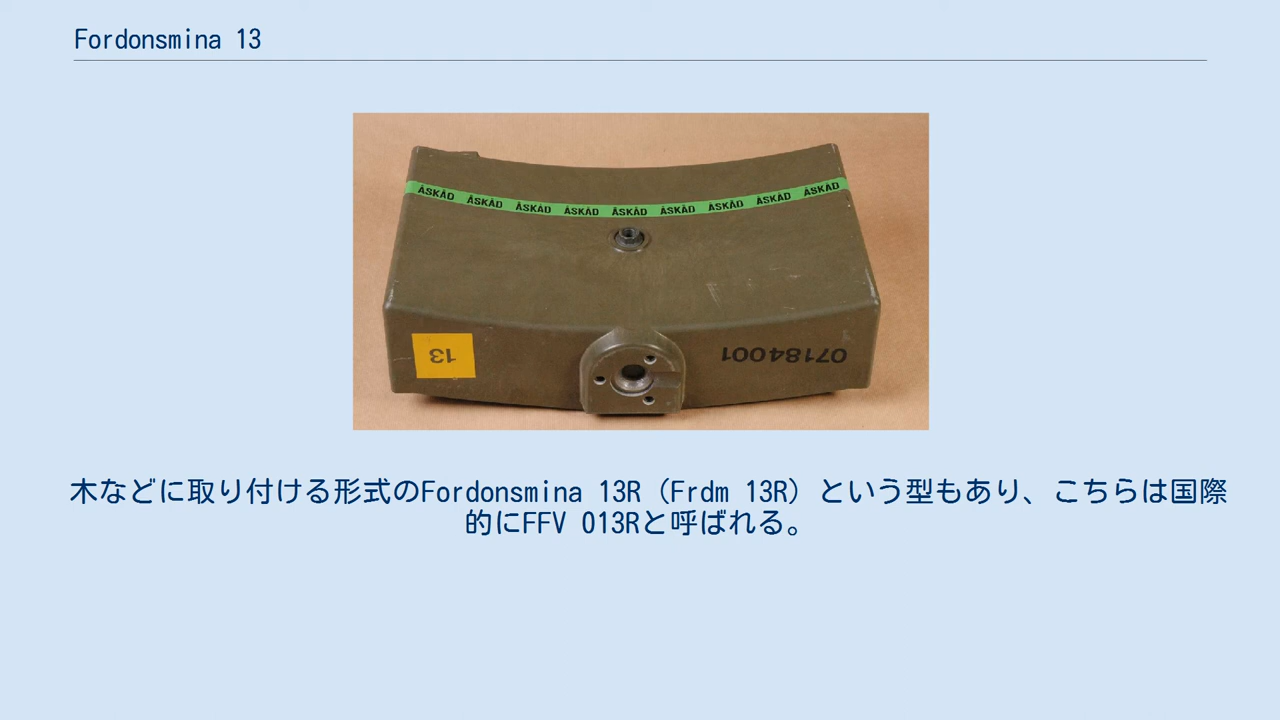 Fordonsmina 13
ÅSKÅD ÅSKÅD ÅSKÅD ÅSKÅD ÅSKÅD ÅSKÅD ÅSKÅD ÅSKÅD ÅSKÅD
13
07184001
木などに取り付ける形式のFordonsmina 13R（Frdm 13R）という型もあり、こちらは国際
的にFFV 013Rと呼ばれる。